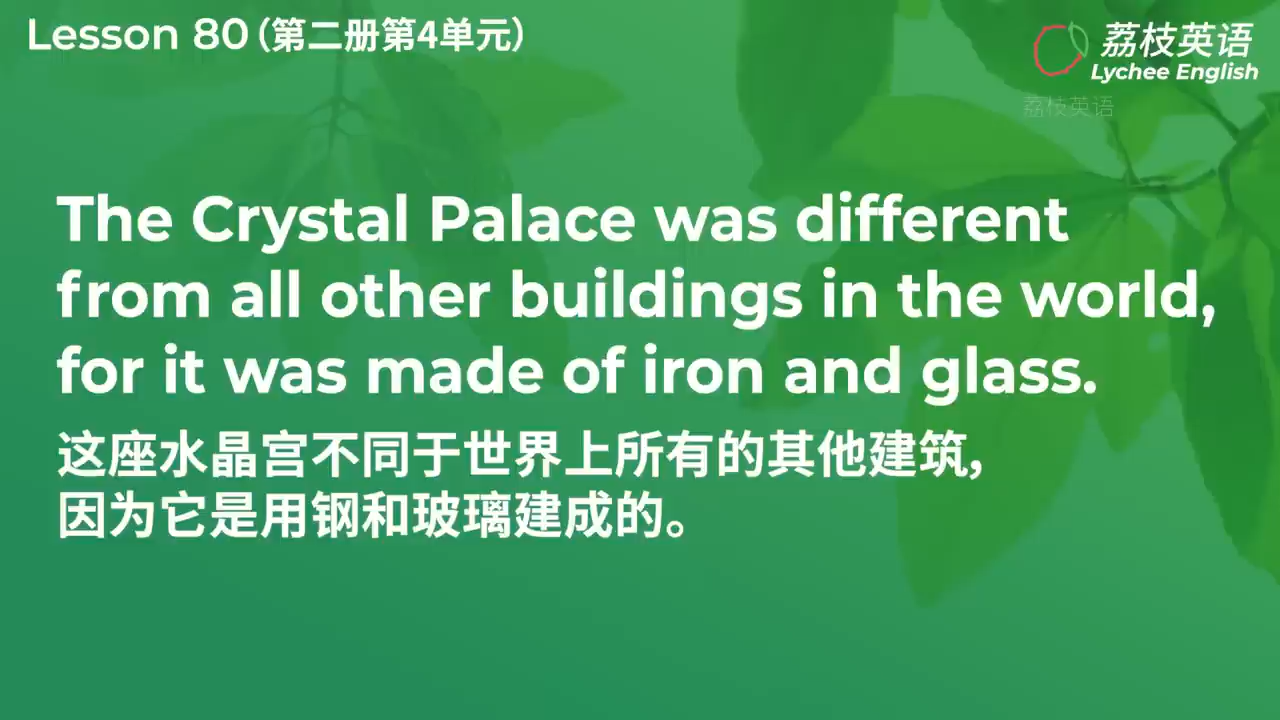 Lesson 80（第二册第4单元）
荔枝英语
Lychee English
荔枝英语
The Crystal Palace was different
from all other buildings in the world,
for it was made of iron and glass.
这座水晶宫不同于世界上所有的其他建筑,
因为它是用钢和玻璃建成的。